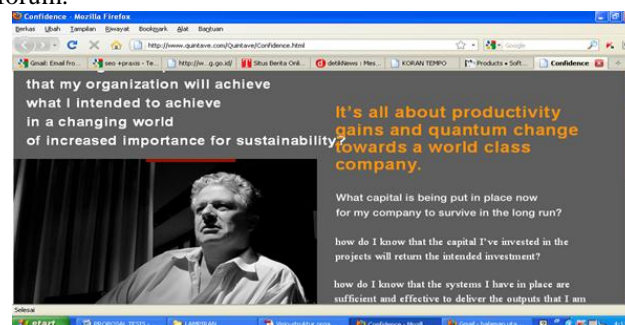 forum.
Confidence - Mozilla Firefox
Berkas Ubah Tampilan Riwayat Bookmark Alat Bantuan
http://www.quintave.com/Quintave/Confidence.html
Google
Gmail: Email fro...
seo +praxis - Te...
http://w...g.go.id/
Situs Berita Onli...
detikNews : Mes...
KORAN TEMPO
Products • Soft...
Confidence
that my organization will achieve
what I intended to achieve
in a changing world
of increased importance for sustainability?
It's all about productivity
gains and quantum change
towards a world class
company.
What capital is being put in place now
for my company to survive in the long run?
how do I know that the capital I've invested in the
projects will return the intended investment?
how do I know that the systems I have in place are
sufficient and effective to deliver the outputs that I am
Selesai
start
PROPOSAL TESIS -
LAMPIRAN
Confidence - Mozill